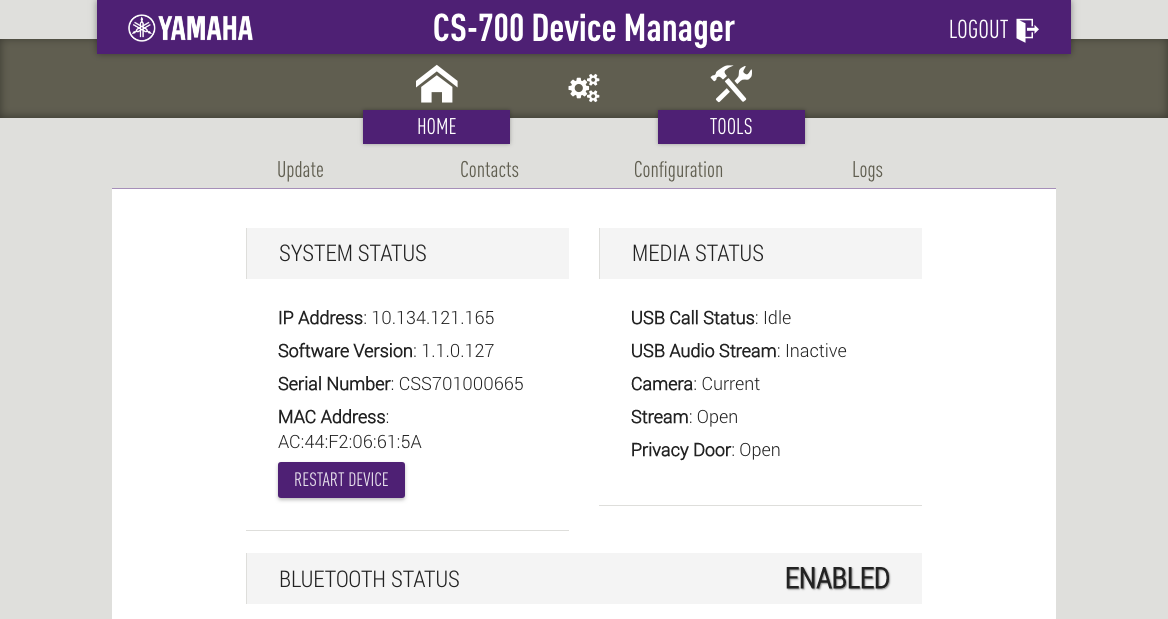 YAMAHA
CS-700 Device Manager
LOGOUT
HOME
TOOLS
Update
Contacts
Configuration
Logs
SYSTEM STATUS
IP Address: 10.134.121.165
Software Version: 1.1.0.127
Serial Number: CSS701000665
MAC Address:
AC:44:F2:06:61:5A
RESTART DEVICE
MEDIA STATUS
USB Call Status: Idle
USB Audio Stream: Inactive
Camera: Current
Stream: Open
Privacy Door: Open
BLUETOOTH STATUS
ENABLED